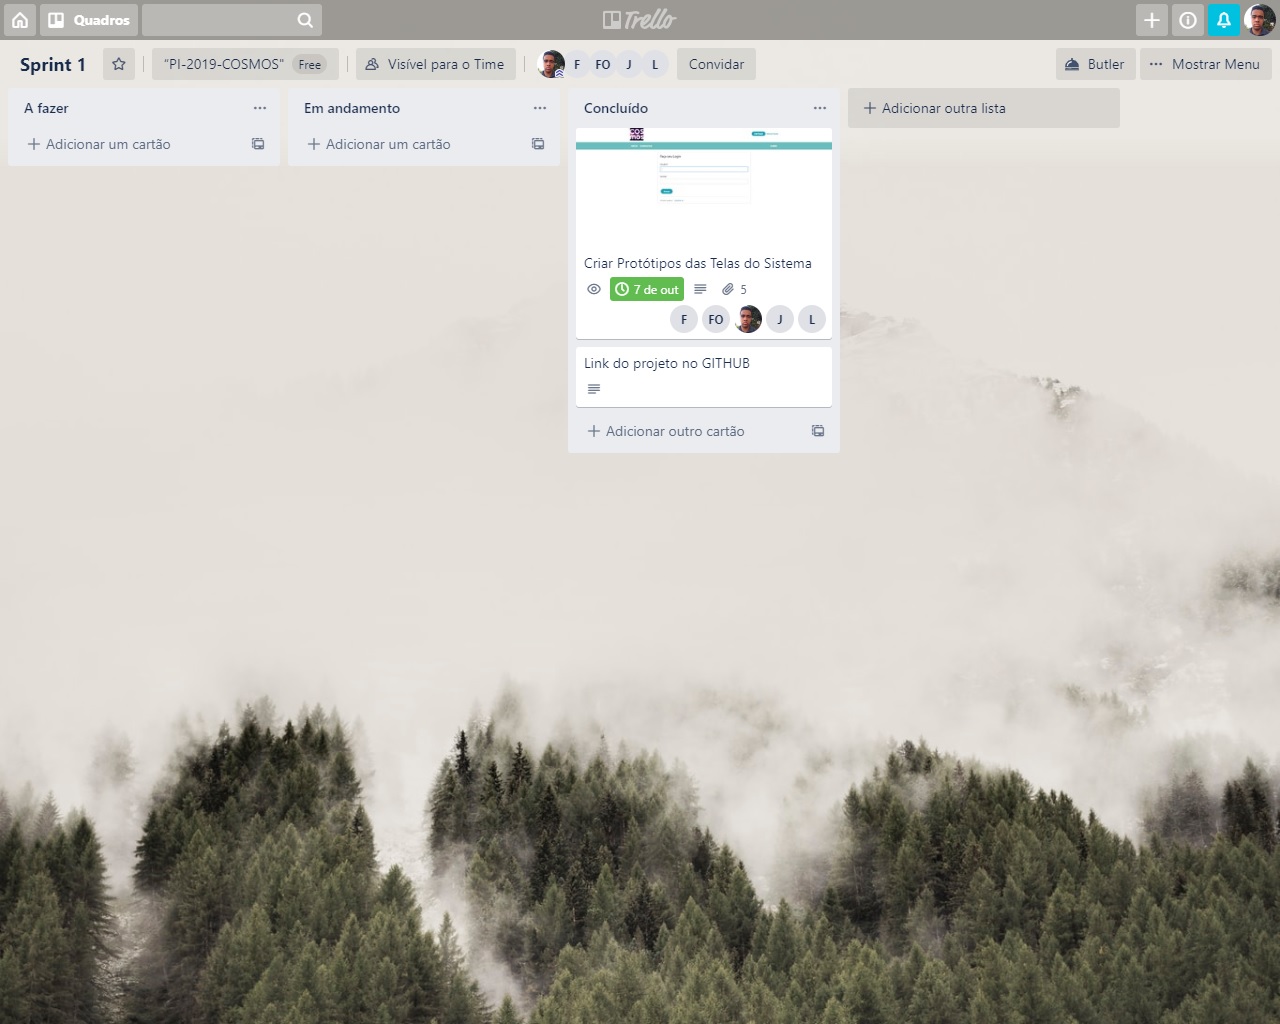 Quadros
Trello
Sprint 1
"PI-2019-COSMOS" Free
Visível para o Time
F FO J L
Convidar
Butler
Mostrar Menu
A fazer
Adicionar um cartão
Em andamento
Adicionar um cartão
Concluído
Criar Protótipos das Telas do Sistema
7 de out
5
F FO J L
Link do projeto no GITHUB
Adicionar outro cartão
Adicionar outra lista